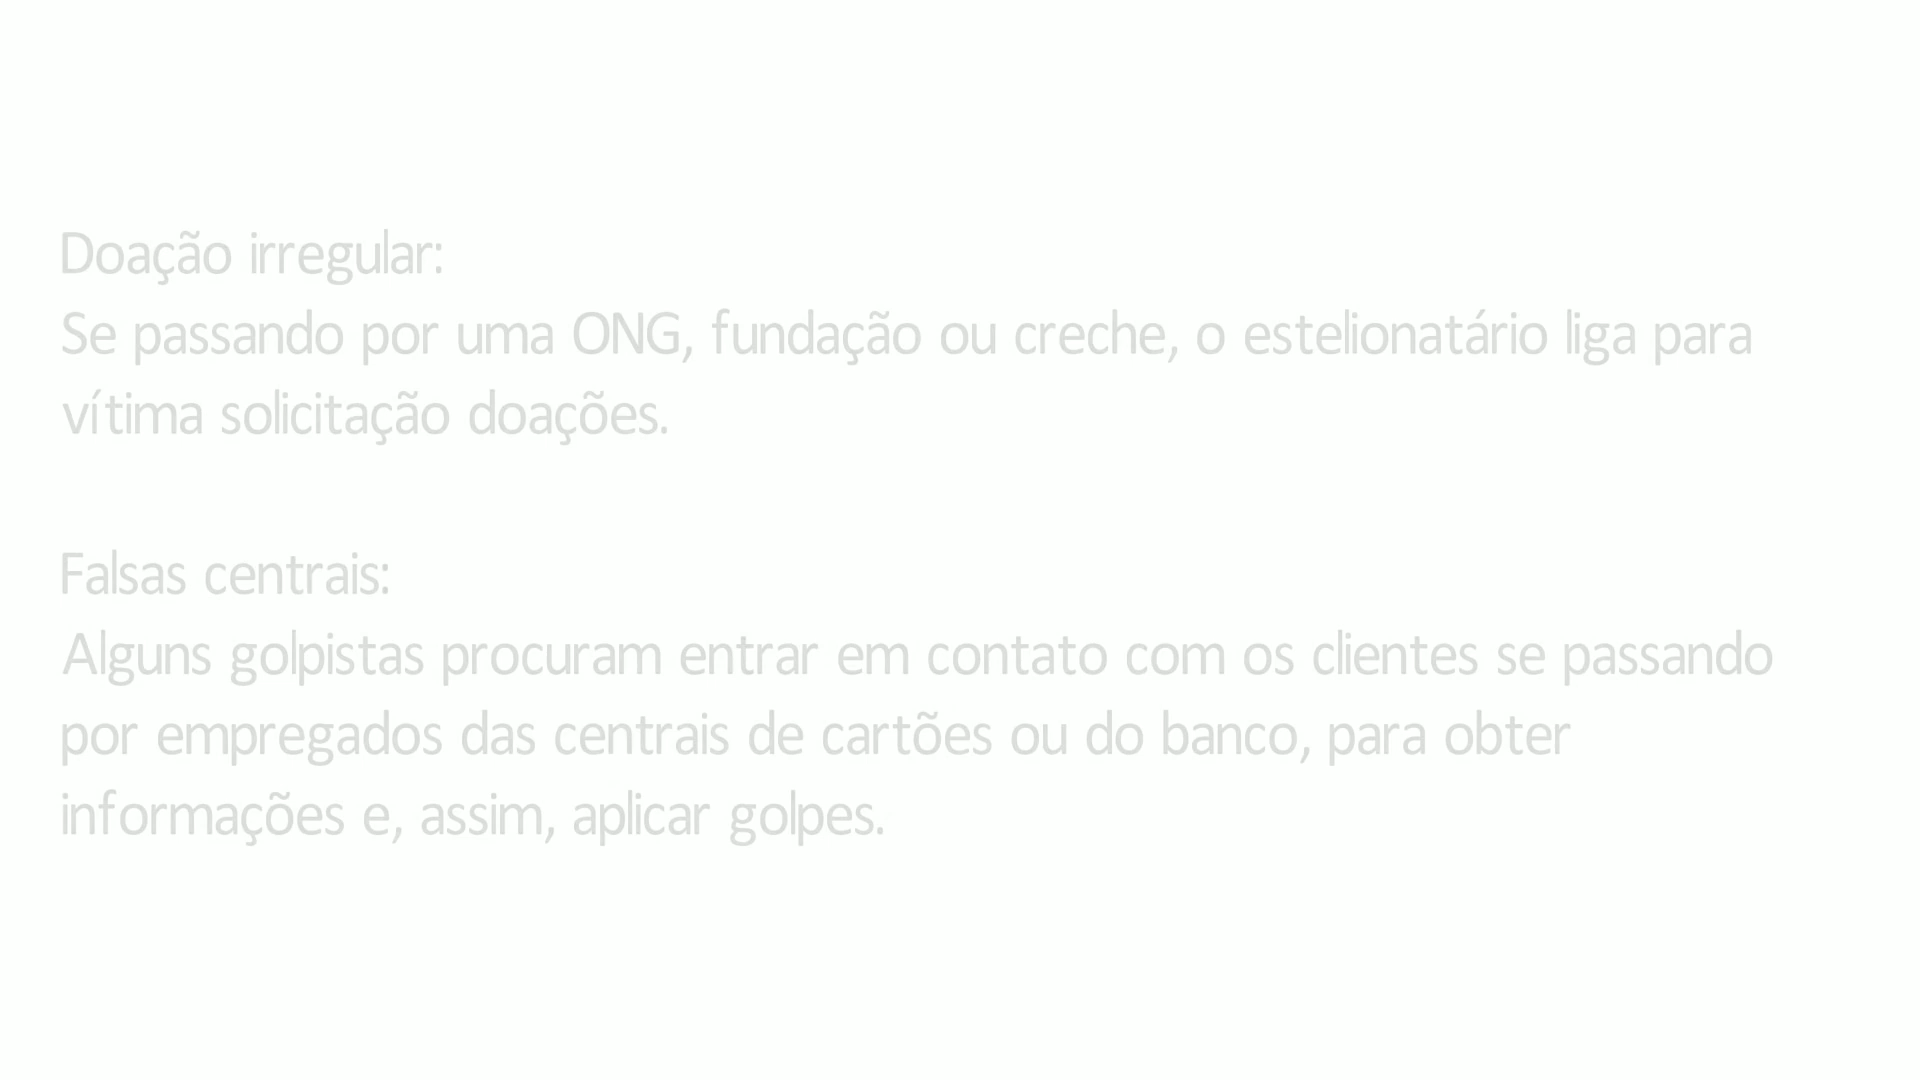 Doação irregular:
Se passando por uma ONG, fundação ou creche, o estelionatário liga para
vítima solicitação doações.
Falsas centrais:
Alguns golpistas procuram entrar em contato com os clientes se passando
por empregados das centrais de cartões ou do banco, para obter
informações e, assim, aplicar golpes.